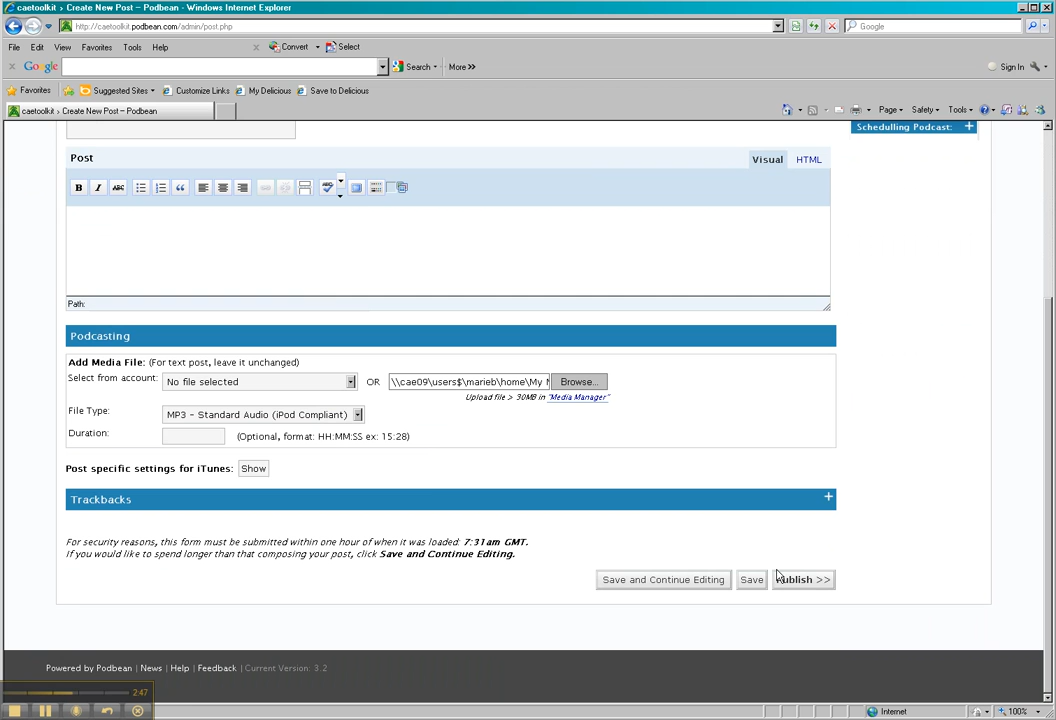 caetoolkit > Create New Post – Podbean - Windows Internet Explorer
http://caetoolkit.podbean.com/admin/post.php
Google
File Edit View Favorites Tools Help
Convert Select
Google Search More >> Sign In
Favorites Suggested Sites Customize Links My Delicious Save to Delicious
caetoolkit > Create New Post – Podbean
Page Safety Tools
Schedulling Podcast: +
Post Visual HTML
B I ABC
Path:
Podcasting
Add Media File: (For text post, leave it unchanged)
Select from account: No file selected OR \\cae09\users$\marieb\home\My Browse...
Upload file > 30MB in "Media Manager"
File Type: MP3 - Standard Audio (iPod Compliant)
Duration: (Optional, format: HH:MM:SS ex: 15:28)
Post specific settings for iTunes: Show
Trackbacks +
For security reasons, this form must be submitted within one hour of when it was loaded: 7:31am GMT.
If you would like to spend longer than that composing your post, click Save and Continue Editing.
Save and Continue Editing Save Publish >>
Powered by Podbean | News | Help | Feedback | Current Version: 3.2
2:47
Internet 100%